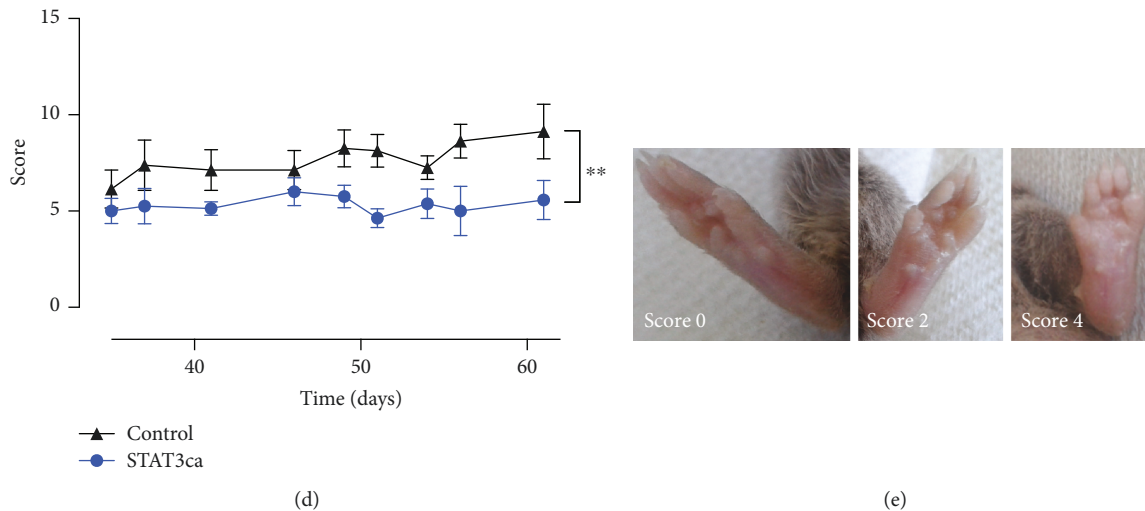 15
10
5
0
Score
**
40
50
60
Time (days)
Control
STAT3ca
(d)
Score 0
Score 2
Score 4
(e)